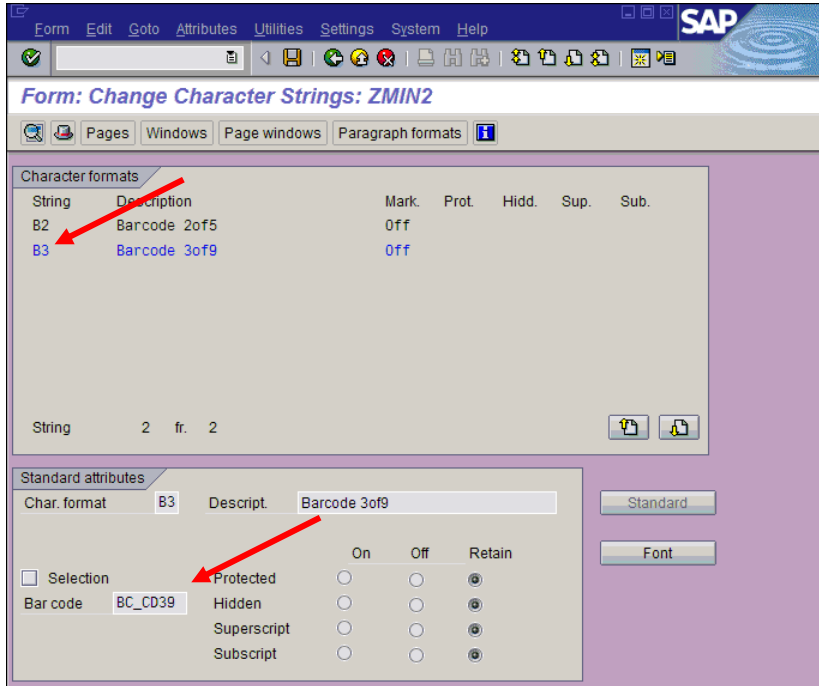 Form Edit Goto Attributes Utilities Settings System Help
SAP
Form: Change Character Strings: ZMIN2
Pages Windows Page windows Paragraph formats
Character formats
String Description Mark. Prot. Hidd. Sup. Sub.
B2 Barcode 2of5 Off
B3 Barcode 3of9 Off
String 2 fr. 2
Standard attributes
Char. format B3 Descript. Barcode 3of9 Standard
On Off Retain Font
Selection Protected
Bar code BC_CD39 Hidden
Superscript
Subscript